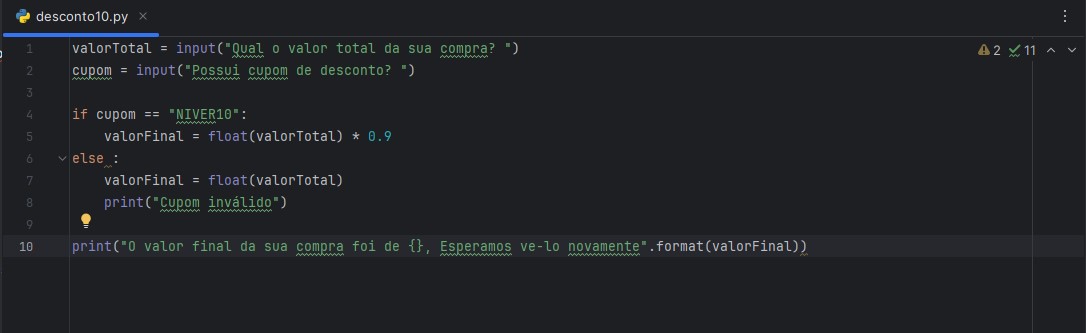 desconto10.py
2 11
1 valorTotal = input("Qual o valor total da sua compra? ")
2 cupom = input("Possui cupom de desconto? ")
3
4 if cupom == "NIVER10":
5     valorFinal = float(valorTotal) * 0.9
6 else :
7     valorFinal = float(valorTotal)
8     print("Cupom inválido")
9
10 print("O valor final da sua compra foi de {}, Esperamos ve-lo novamente".format(valorFinal))